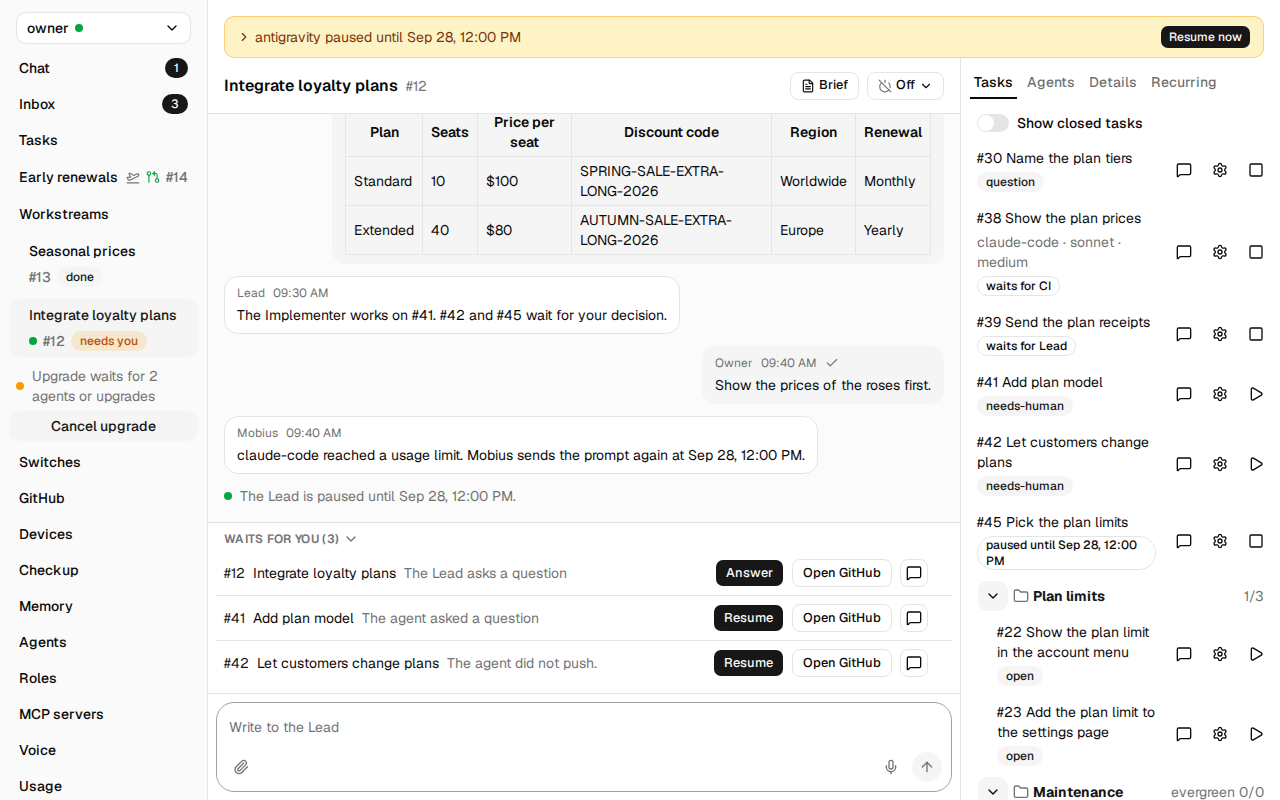 owner
Chat 1
Inbox 3
Tasks
Early renewals #14
Workstreams
Seasonal prices
#13 done
Integrate loyalty plans
#12 needs you
Upgrade waits for 2
agents or upgrades
Cancel upgrade
Switches
GitHub
Devices
Checkup
Memory
Agents
Roles
MCP servers
Voice
Usage
antigravity paused until Sep 28, 12:00 PM
Resume now
Integrate loyalty plans #12
Brief
Off
Plan Seats Price per seat Discount code Region Renewal
Standard 10 $100 SPRING-SALE-EXTRA-LONG-2026 Worldwide Monthly
Extended 40 $80 AUTUMN-SALE-EXTRA-LONG-2026 Europe Yearly
Lead 09:30 AM
The Implementer works on #41. #42 and #45 wait for your decision.
Owner 09:40 AM
Show the prices of the roses first.
Mobius 09:40 AM
claude-code reached a usage limit. Mobius sends the prompt again at Sep 28, 12:00 PM.
The Lead is paused until Sep 28, 12:00 PM.
WAITS FOR YOU (3)
#12 Integrate loyalty plans The Lead asks a question Answer Open GitHub
#41 Add plan model The agent asked a question Resume Open GitHub
#42 Let customers change plans The agent did not push. Resume Open GitHub
Write to the Lead
Tasks Agents Details Recurring
Show closed tasks
#30 Name the plan tiers
question
#38 Show the plan prices
claude-code · sonnet ·
medium
waits for CI
#39 Send the plan receipts
waits for Lead
#41 Add plan model
needs-human
#42 Let customers change
plans
needs-human
#45 Pick the plan limits
paused until Sep 28, 12:00
PM
Plan limits 1/3
#22 Show the plan limit
in the account menu
open
#23 Add the plan limit to
the settings page
open
Maintenance evergreen 0/0